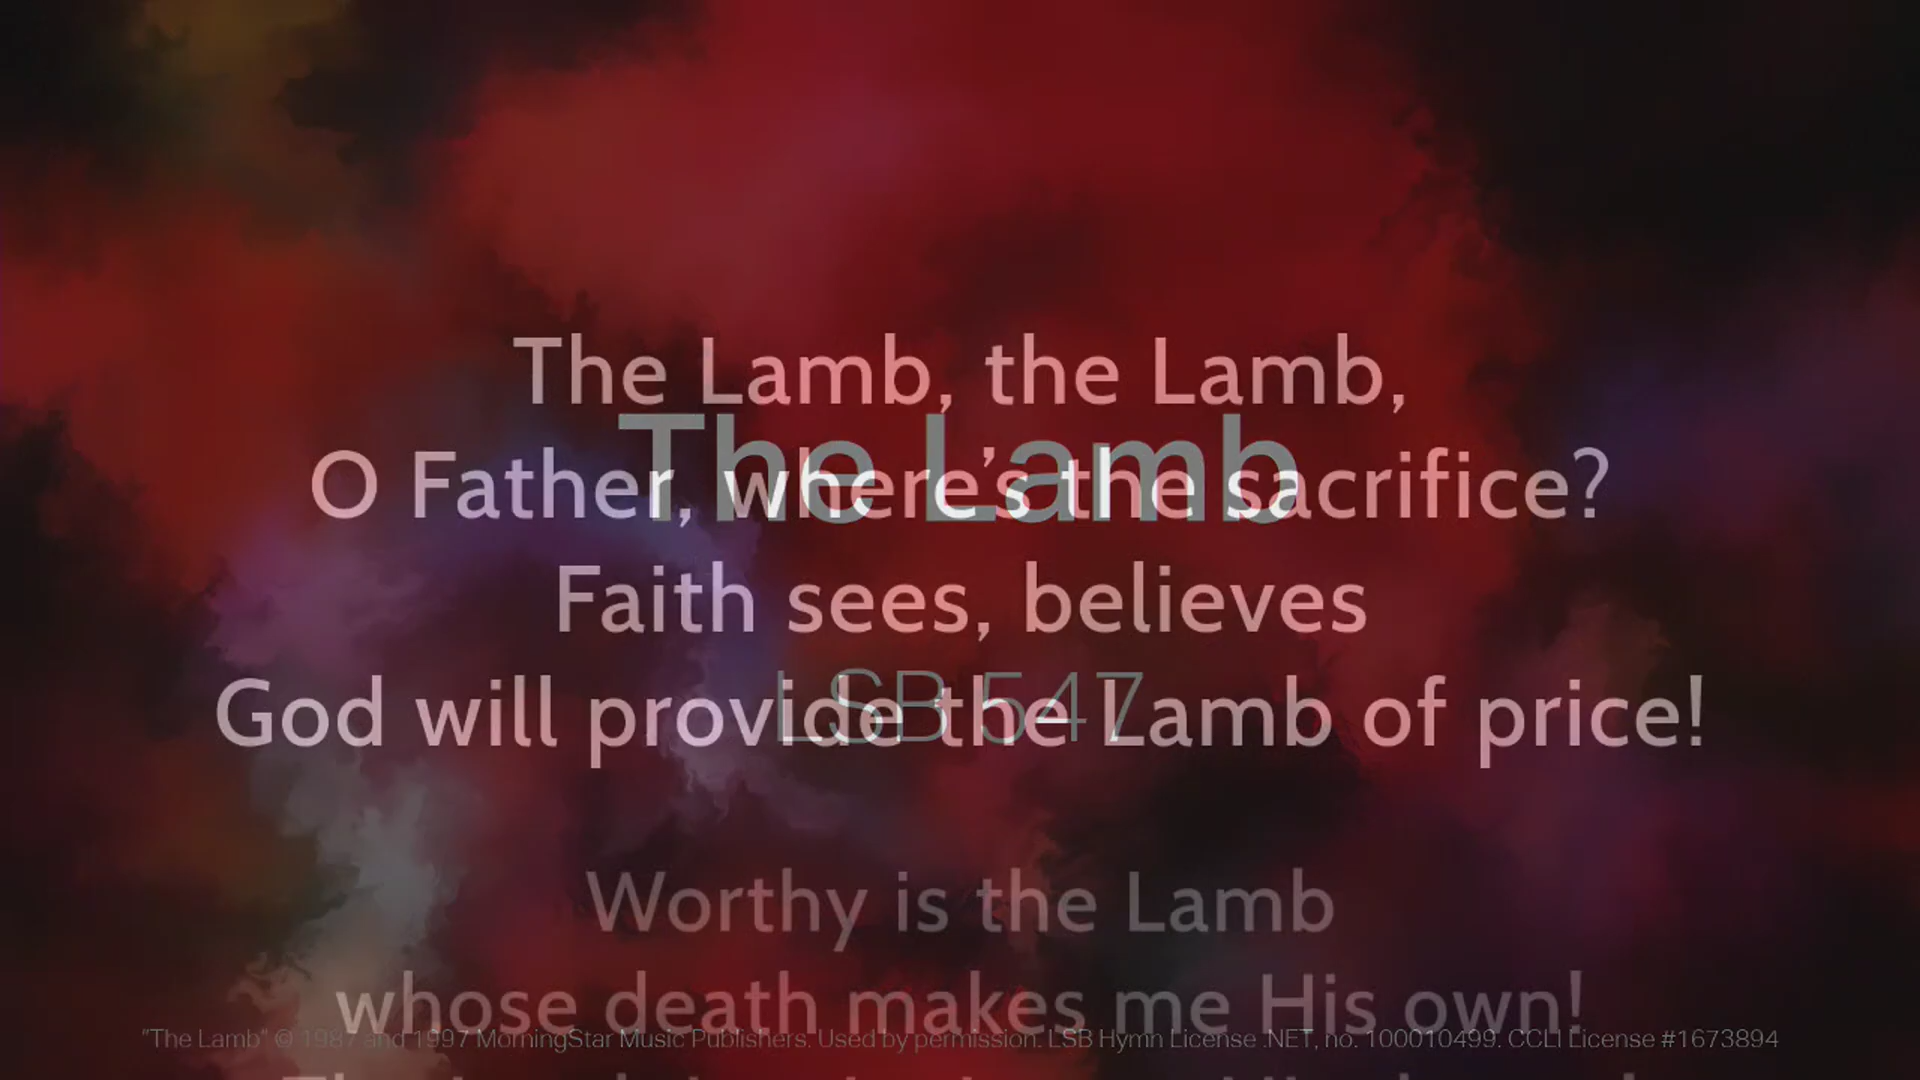 The Lamb, the Lamb,
The Lamb
O Father, where's the sacrifice?
Faith sees, believes
LSB 547
God will provide the Lamb of price!
Worthy is the Lamb
whose death makes me His own!
"The Lamb" © 1987 and 1997 MorningStar Music Publishers. Used by permission. LSB Hymn License .NET, no. 100010499. CCLI License #1673894